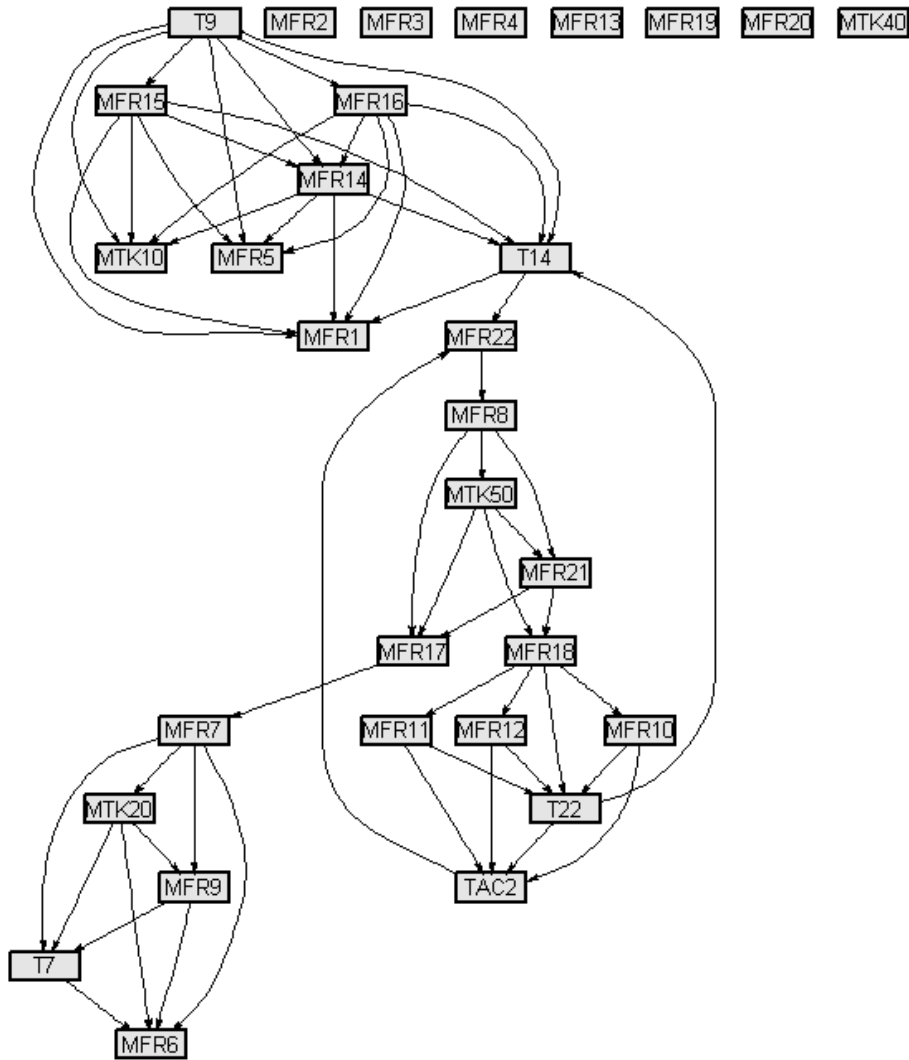 T9 MFR2 MFR3 MFR4 MFR13 MFR19 MFR20 MTK40
MFR15 MFR16
MFR14
MTK10 MFR5 T14
MFR1 MFR22
MFR8
MTK50
MFR21
MFR17 MFR18
MFR7 MFR11 MFR12 MFR10
MTK20 T22
MFR9 TAC2
T7
MFR6